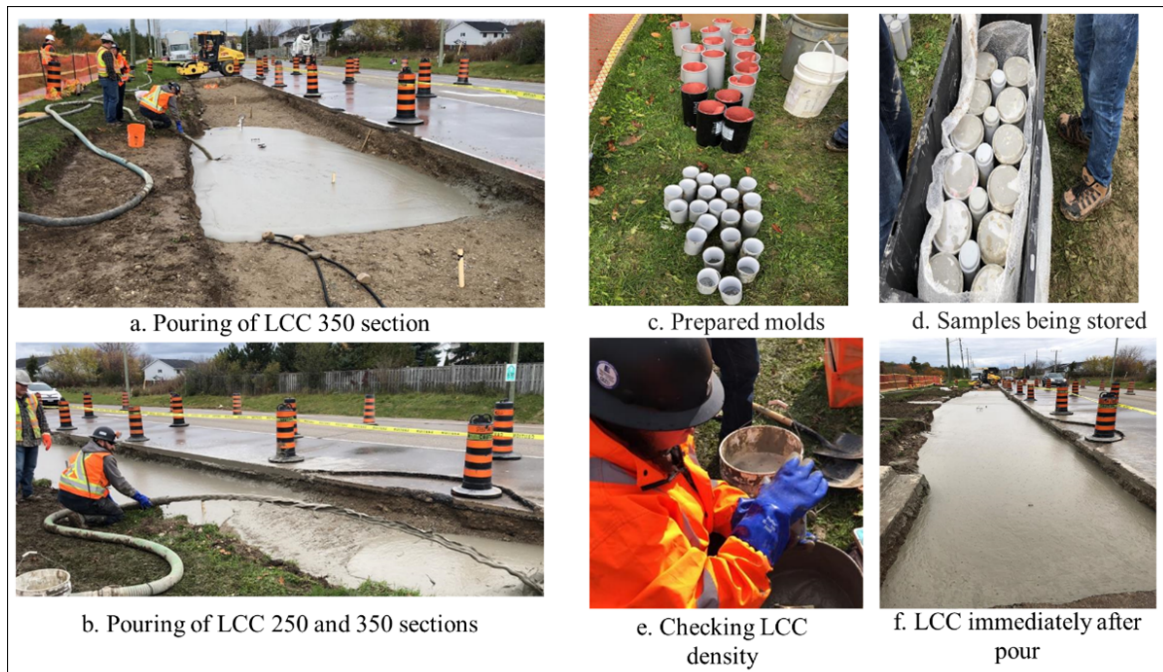 a. Pouring of LCC 350 section
c. Prepared molds
d. Samples being stored
b. Pouring of LCC 250 and 350 sections
e. Checking LCC
density
f. LCC immediately after
pour